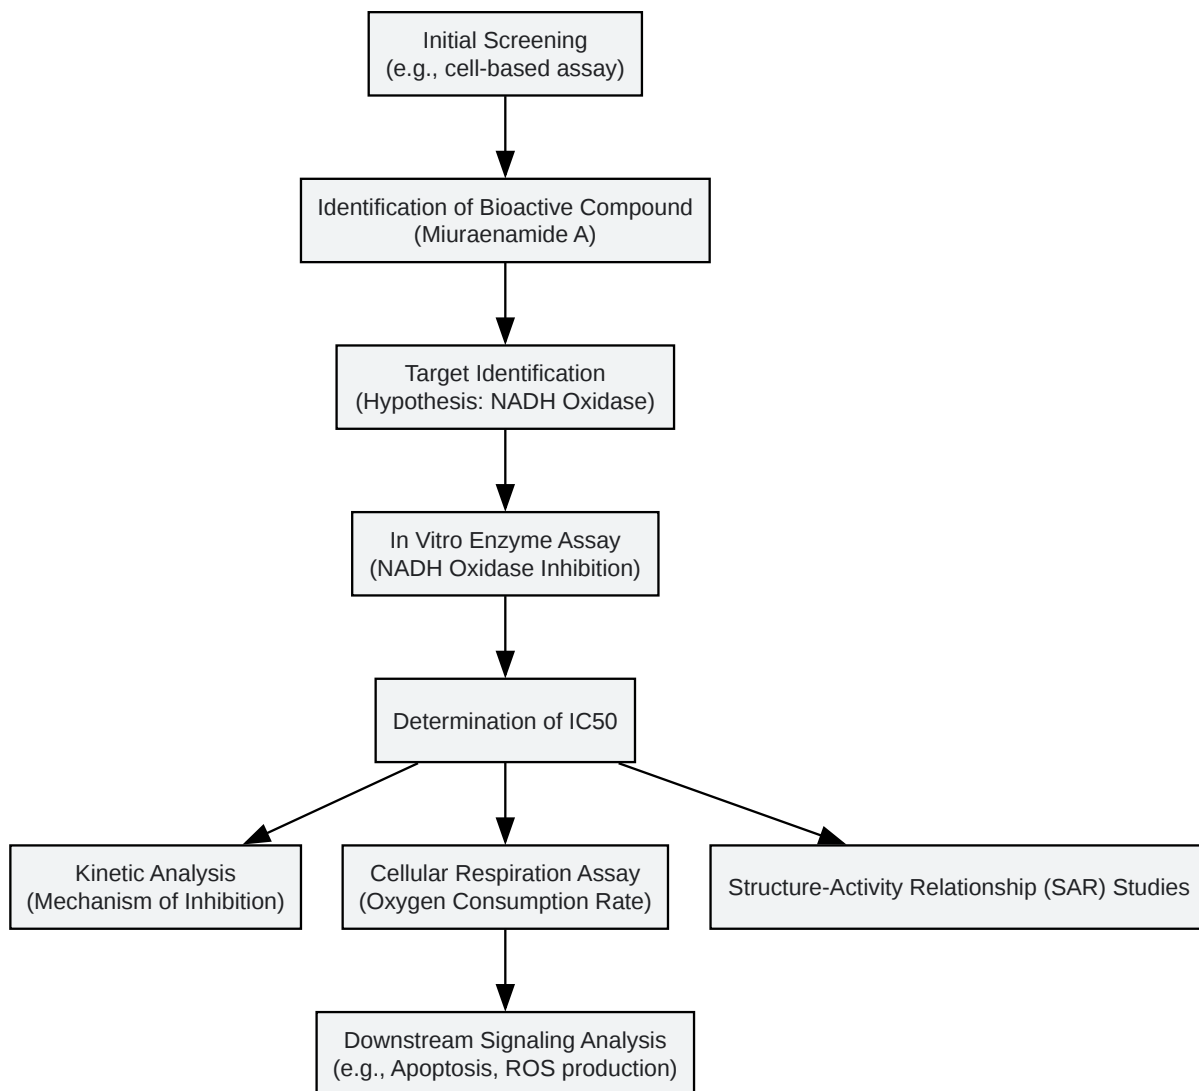 Initial Screening
(e.g., cell-based assay)
Identification of Bioactive Compound
(Miuraenamide A)
Target Identification
(Hypothesis: NADH Oxidase)
In Vitro Enzyme Assay
(NADH Oxidase Inhibition)
Determination of IC50
Kinetic Analysis
(Mechanism of Inhibition)
Cellular Respiration Assay
(Oxygen Consumption Rate)
Structure-Activity Relationship (SAR) Studies
Downstream Signaling Analysis
(e.g., Apoptosis, ROS production)